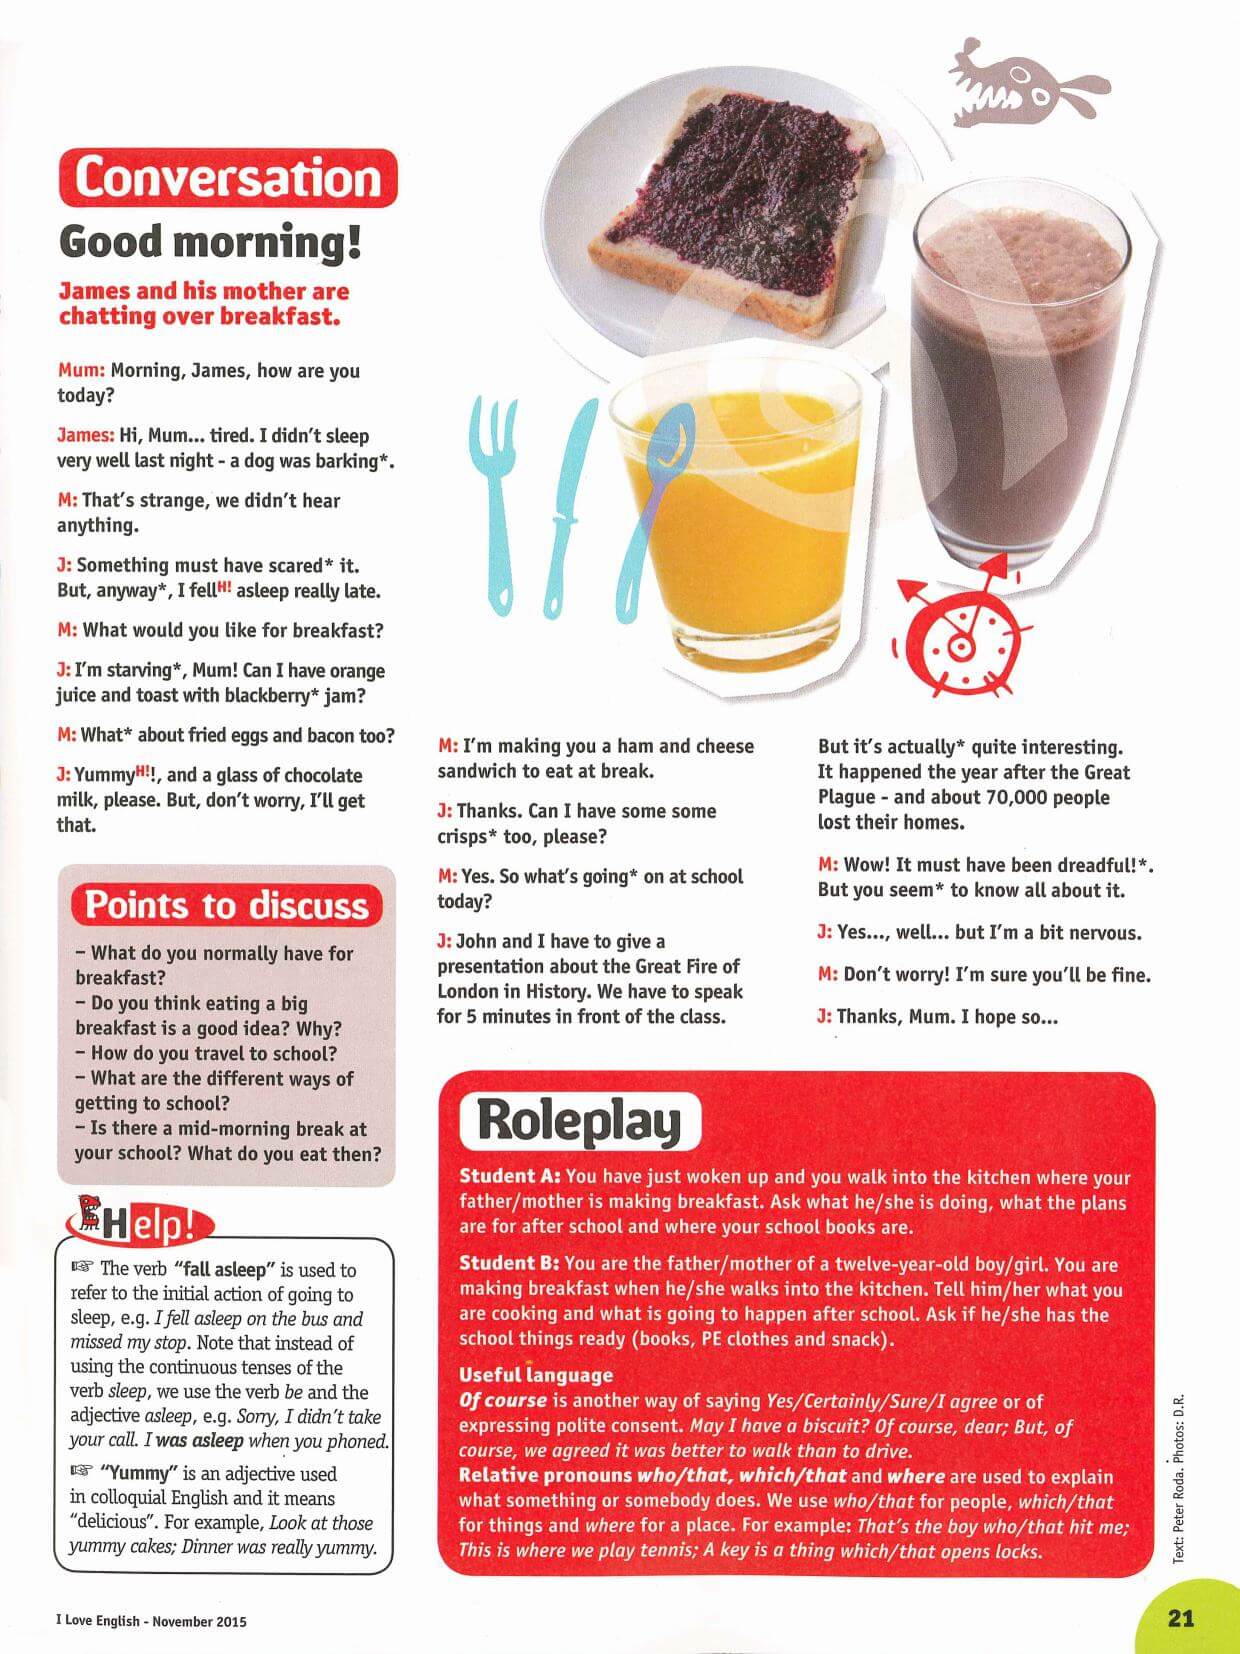 Conversation
Good morning!
James and his mother are
chatting over breakfast.
Mum: Morning, James, how are you
today?
James: Hi, Mum... tired. I didn't sleep
very well last night - a dog was barking*.
M: That's strange, we didn't hear
anything.
J: Something must have scared* it.
But, anyway*, I fellH! asleep really late.
M: What would you like for breakfast?
J: I'm starving*, Mum! Can I have orange
juice and toast with blackberry* jam?
M: What* about fried eggs and bacon too?
J: YummyH!!, and a glass of chocolate
milk, please. But, don't worry, I'll get
that.
M: I'm making you a ham and cheese
sandwich to eat at break.
J: Thanks. Can I have some some
crisps* too, please?
M: Yes. So what's going* on at school
today?
J: John and I have to give a
presentation about the Great Fire of
London in History. We have to speak
for 5 minutes in front of the class.
But it's actually* quite interesting.
It happened the year after the Great
Plague - and about 70,000 people
lost their homes.
M: Wow! It must have been dreadful!*.
But you seem* to know all about it.
J: Yes..., well... but I'm a bit nervous.
M: Don't worry! I'm sure you'll be fine.
J: Thanks, Mum. I hope so...
Points to discuss
– What do you normally have for
breakfast?
– Do you think eating a big
breakfast is a good idea? Why?
– How do you travel to school?
– What are the different ways of
getting to school?
– Is there a mid-morning break at
your school? What do you eat then?
Help!
☞ The verb "fall asleep" is used to
refer to the initial action of going to
sleep, e.g. I fell asleep on the bus and
missed my stop. Note that instead of
using the continuous tenses of the
verb sleep, we use the verb be and the
adjective asleep, e.g. Sorry, I didn't take
your call. I was asleep when you phoned.
☞ "Yummy" is an adjective used
in colloquial English and it means
"delicious". For example, Look at those
yummy cakes; Dinner was really yummy.
Roleplay
Student A: You have just woken up and you walk into the kitchen where your
father/mother is making breakfast. Ask what he/she is doing, what the plans
are for after school and where your school books are.
Student B: You are the father/mother of a twelve-year-old boy/girl. You are
making breakfast when he/she walks into the kitchen. Tell him/her what you
are cooking and what is going to happen after school. Ask if he/she has the
school things ready (books, PE clothes and snack).
Useful language
Of course is another way of saying Yes/Certainly/Sure/I agree or of
expressing polite consent. May I have a biscuit? Of course, dear; But, of
course, we agreed it was better to walk than to drive.
Relative pronouns who/that, which/that and where are used to explain
what something or somebody does. We use who/that for people, which/that
for things and where for a place. For example: That's the boy who/that hit me;
This is where we play tennis; A key is a thing which/that opens locks.
Text: Peter Roda. Photos: D.R.
I Love English - November 2015
21